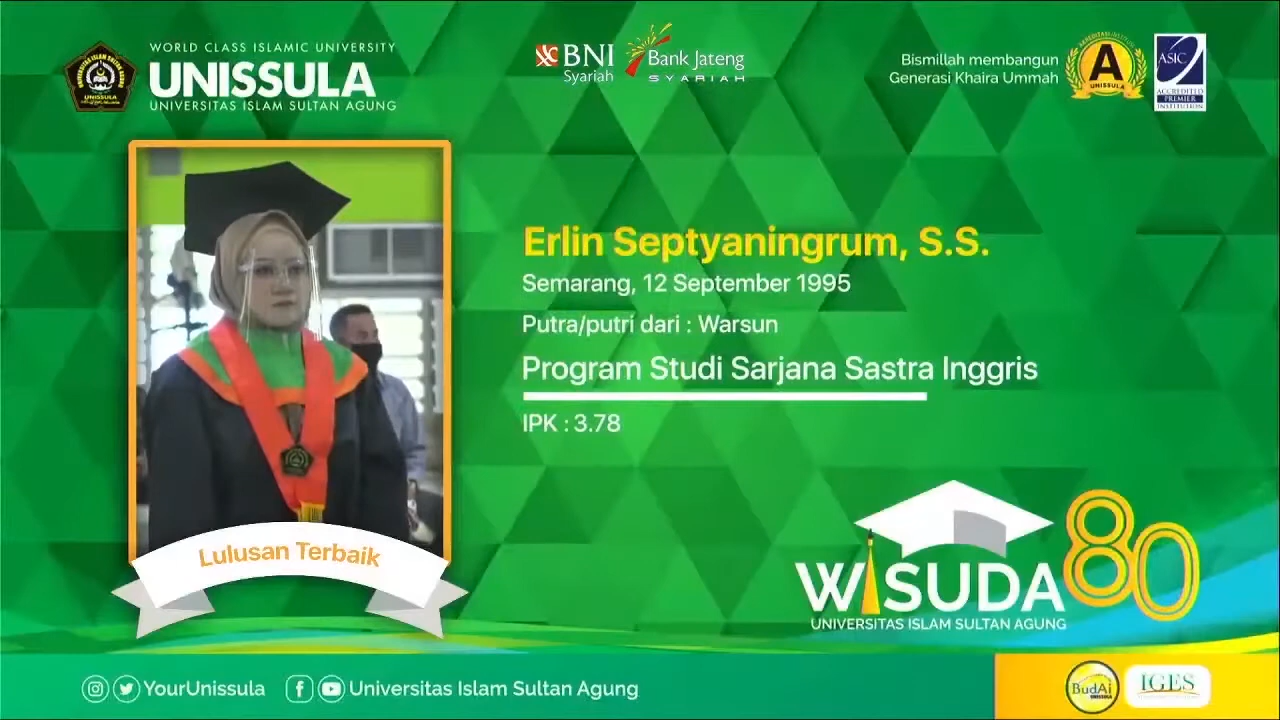 WORLD CLASS ISLAMIC UNIVERSITY
UNISSULA
UNIVERSITAS ISLAM SULTAN AGUNG
BNI
Syariah
Bank Jateng
SYARIAH
Bismillah membangun
Generasi Khaira Ummah
A
UNISSULA
ASIC
ACCREDITED
PREMIER
INSTITUTION
Erlin Septyaningrum, S.S.
Semarang, 12 September 1995
Putra/putri dari : Warsun
Program Studi Sarjana Sastra Inggris
IPK : 3.78
Lulusan Terbaik
WISUDA 80
UNIVERSITAS ISLAM SULTAN AGUNG
YourUnissula
Universitas Islam Sultan Agung
BudAi
UNISSULA
IGES